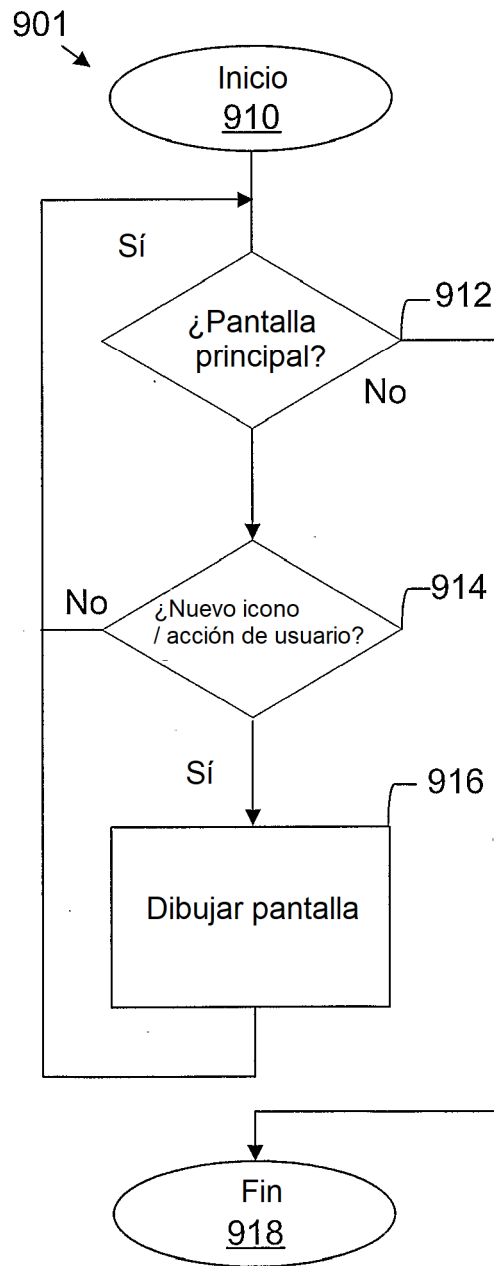 901
Inicio
910
Sí
¿Pantalla
principal?
912
No
¿Nuevo icono
/ acción de usuario?
914
No
Sí
916
Dibujar pantalla
Fin
918